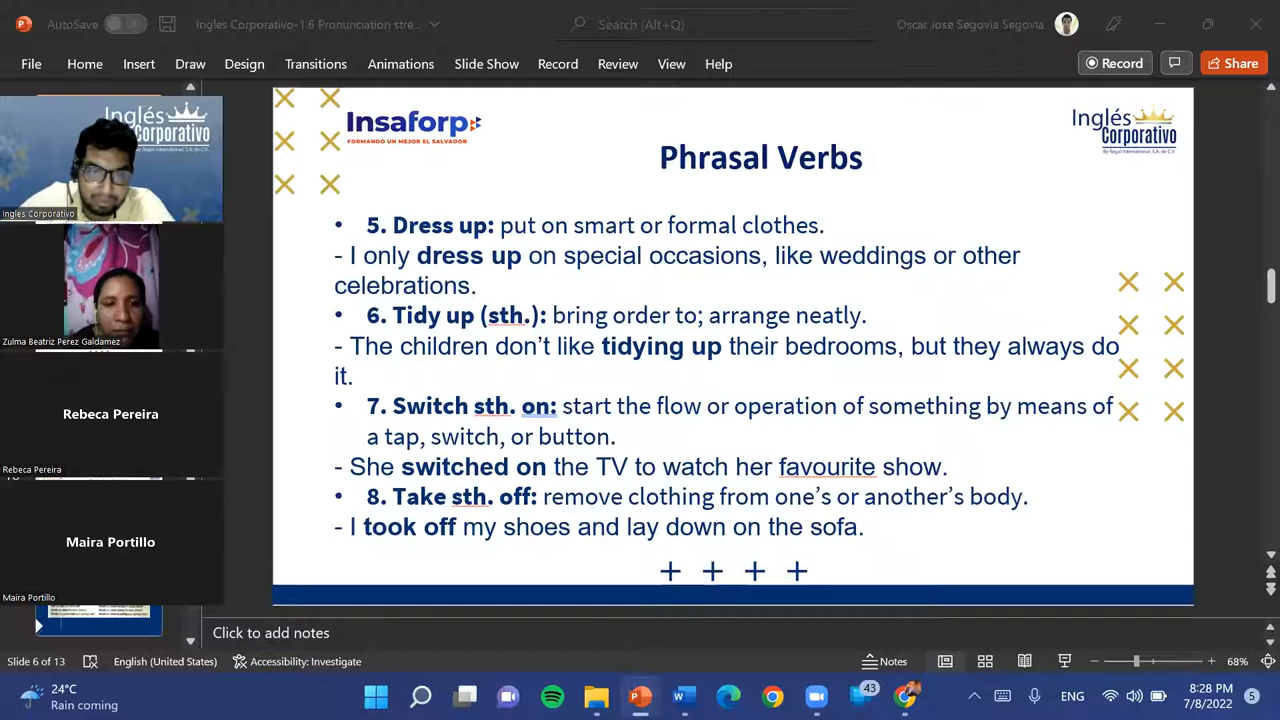 AutoSave
Ingles Corporativo-1.6 Pronunciation stre...
Search (Alt+Q)
Oscar Jose Segovia Segovia
File Home Insert Draw Design Transitions Animations Slide Show Record Review View Help
Record
Share
Inglés
Corporativo
Ingles Corporativo
Zulma Beatriz Perez Galdamez
Rebeca Pereira
Rebeca Pereira
Maira Portillo
Maira Portillo
Insaforp
FORMANDO UN MEJOR EL SALVADOR
Inglés
Corporativo
By Regal International, S.A. de C.V.
Phrasal Verbs
• 5. Dress up: put on smart or formal clothes.
- I only dress up on special occasions, like weddings or other
celebrations.
• 6. Tidy up (sth.): bring order to; arrange neatly.
- The children don’t like tidying up their bedrooms, but they always do
it.
• 7. Switch sth. on: start the flow or operation of something by means of
a tap, switch, or button.
- She switched on the TV to watch her favourite show.
• 8. Take sth. off: remove clothing from one’s or another’s body.
- I took off my shoes and lay down on the sofa.
Click to add notes
Slide 6 of 13
English (United States)
Accessibility: Investigate
Notes
68%
24°C
Rain coming
43
ENG
8:28 PM
7/8/2022
5